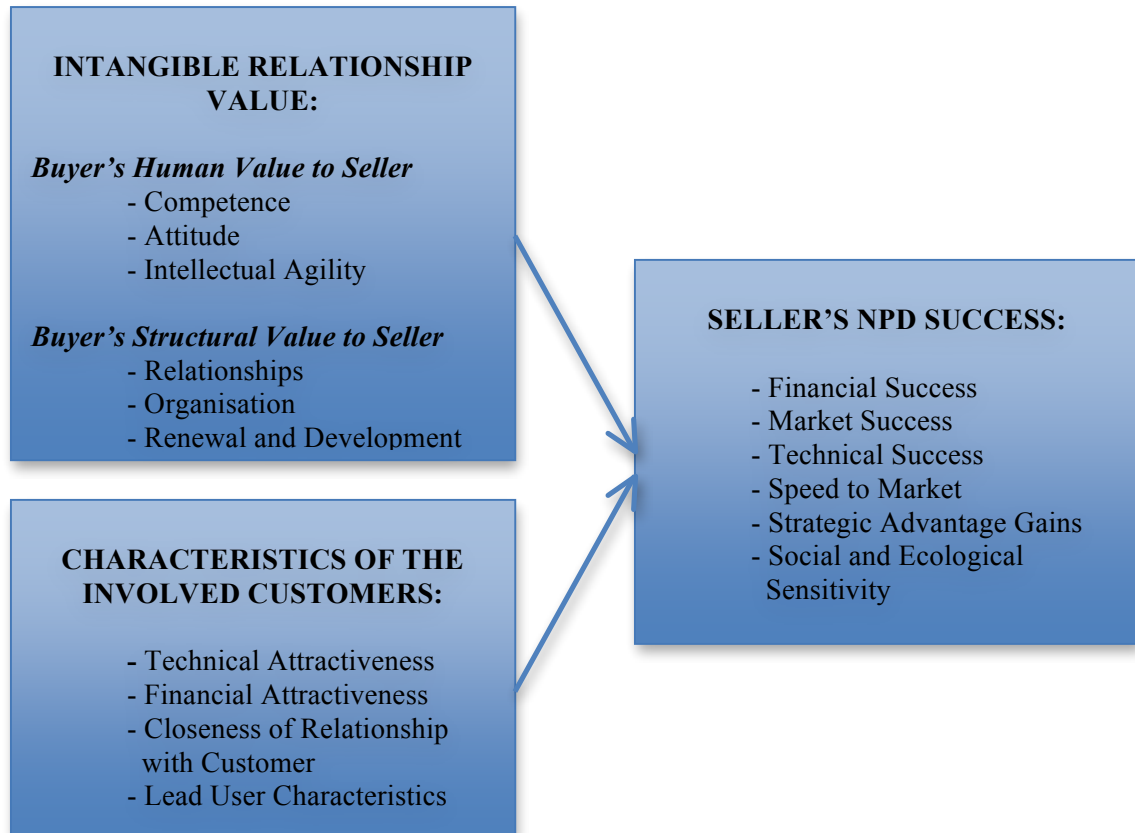 INTANGIBLE RELATIONSHIP
VALUE:
Buyer’s Human Value to Seller
- Competence
- Attitude
- Intellectual Agility
Buyer’s Structural Value to Seller
- Relationships
- Organisation
- Renewal and Development
CHARACTERISTICS OF THE
INVOLVED CUSTOMERS:
- Technical Attractiveness
- Financial Attractiveness
- Closeness of Relationship
with Customer
- Lead User Characteristics
SELLER’S NPD SUCCESS:
- Financial Success
- Market Success
- Technical Success
- Speed to Market
- Strategic Advantage Gains
- Social and Ecological
Sensitivity